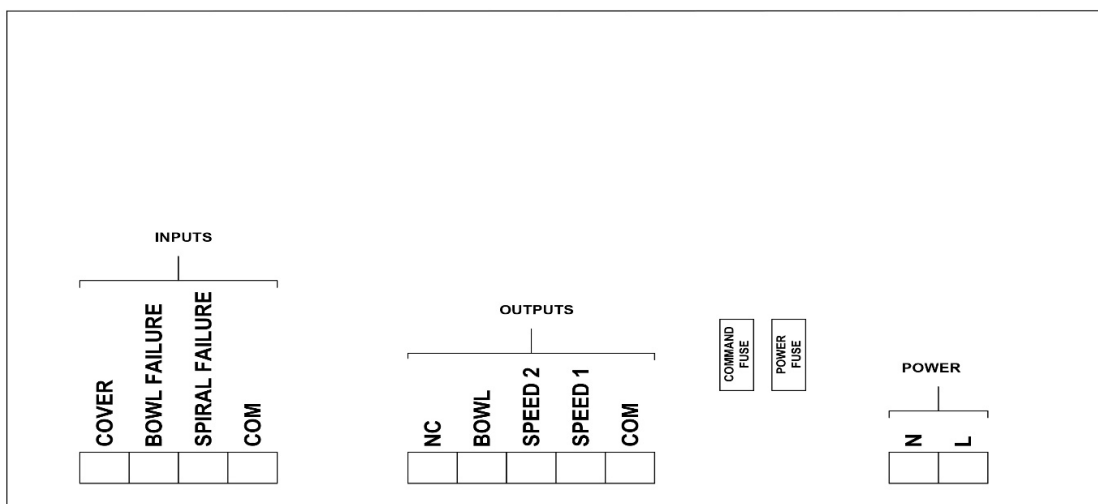 INPUTS
COVER
BOWL FAILURE
SPIRAL FAILURE
COM
OUTPUTS
NC
BOWL
SPEED 2
SPEED 1
COM
COMMAND
FUSE
POWER
FUSE
POWER
N
L